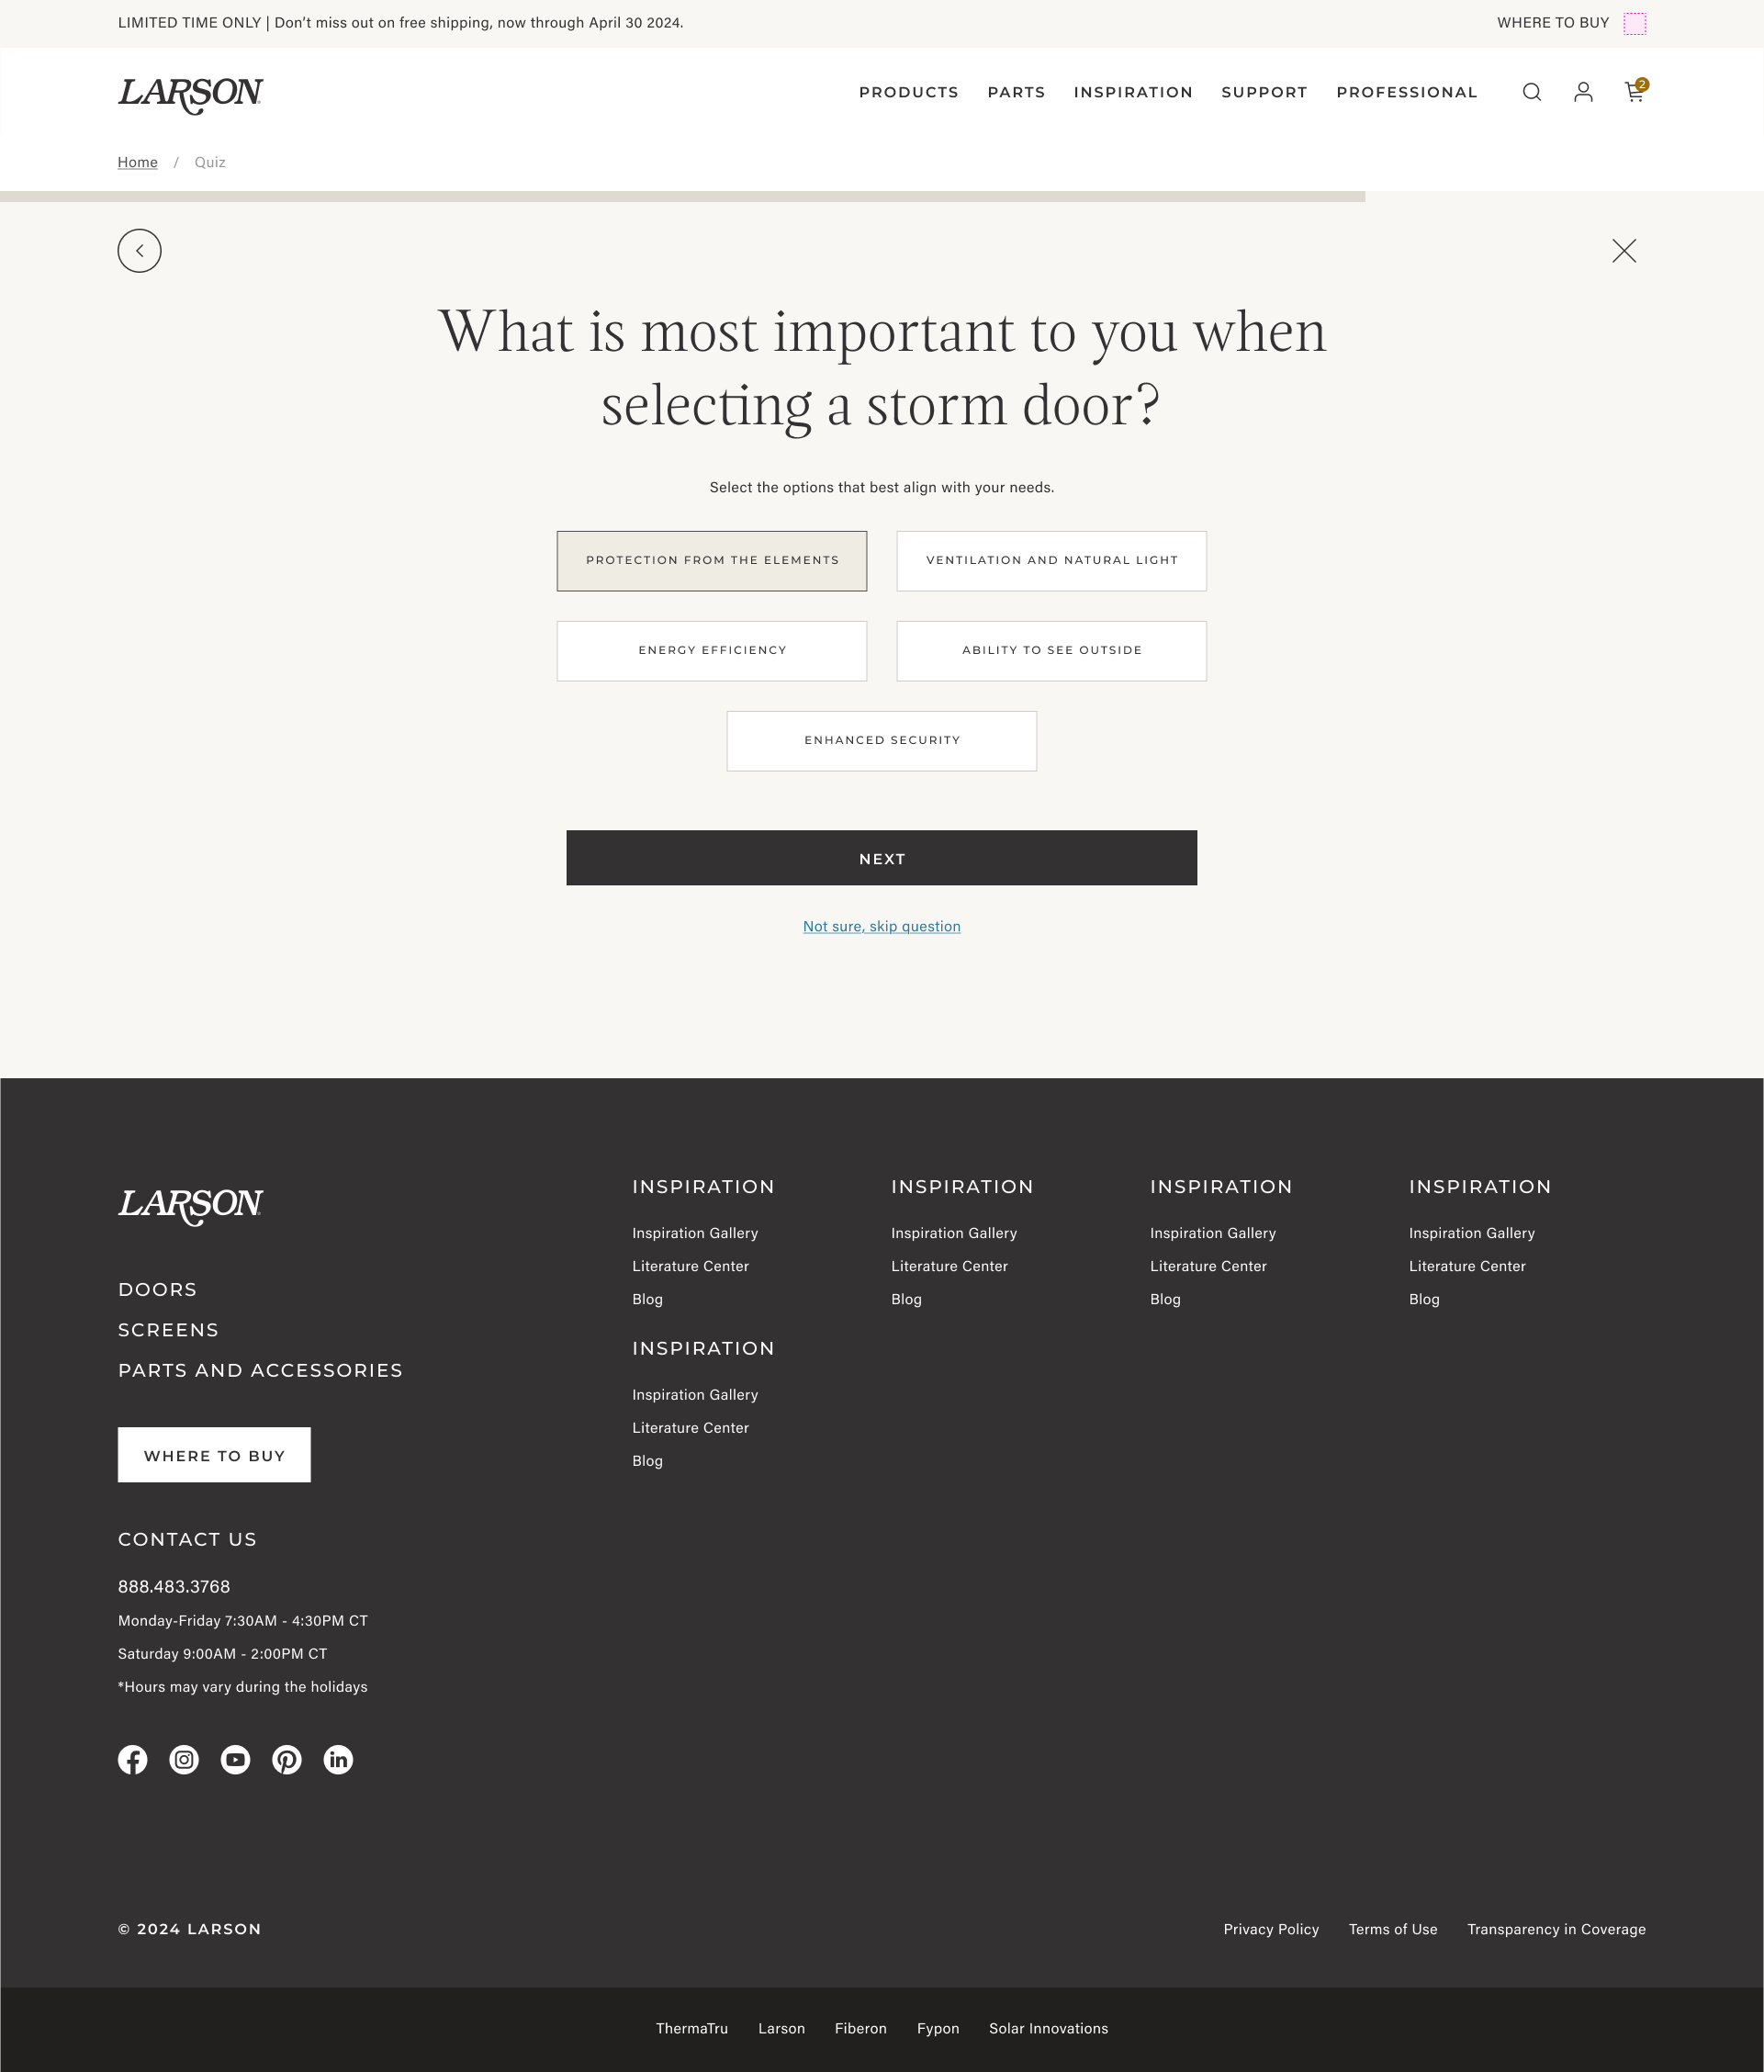 LIMITED TIME ONLY | Don’t miss out on free shipping, now through April 30 2024.
WHERE TO BUY
LARSON
PRODUCTS
PARTS
INSPIRATION
SUPPORT
PROFESSIONAL
2
Home / Quiz
What is most important to you when
selecting a storm door?
Select the options that best align with your needs.
PROTECTION FROM THE ELEMENTS
VENTILATION AND NATURAL LIGHT
ENERGY EFFICIENCY
ABILITY TO SEE OUTSIDE
ENHANCED SECURITY
NEXT
Not sure, skip question
LARSON
DOORS
SCREENS
PARTS AND ACCESSORIES
WHERE TO BUY
CONTACT US
888.483.3768
Monday-Friday 7:30AM - 4:30PM CT
Saturday 9:00AM - 2:00PM CT
*Hours may vary during the holidays
INSPIRATION
Inspiration Gallery
Literature Center
Blog
INSPIRATION
Inspiration Gallery
Literature Center
Blog
INSPIRATION
Inspiration Gallery
Literature Center
Blog
INSPIRATION
Inspiration Gallery
Literature Center
Blog
INSPIRATION
Inspiration Gallery
Literature Center
Blog
© 2024 LARSON
Privacy Policy
Terms of Use
Transparency in Coverage
ThermaTru
Larson
Fiberon
Fypon
Solar Innovations